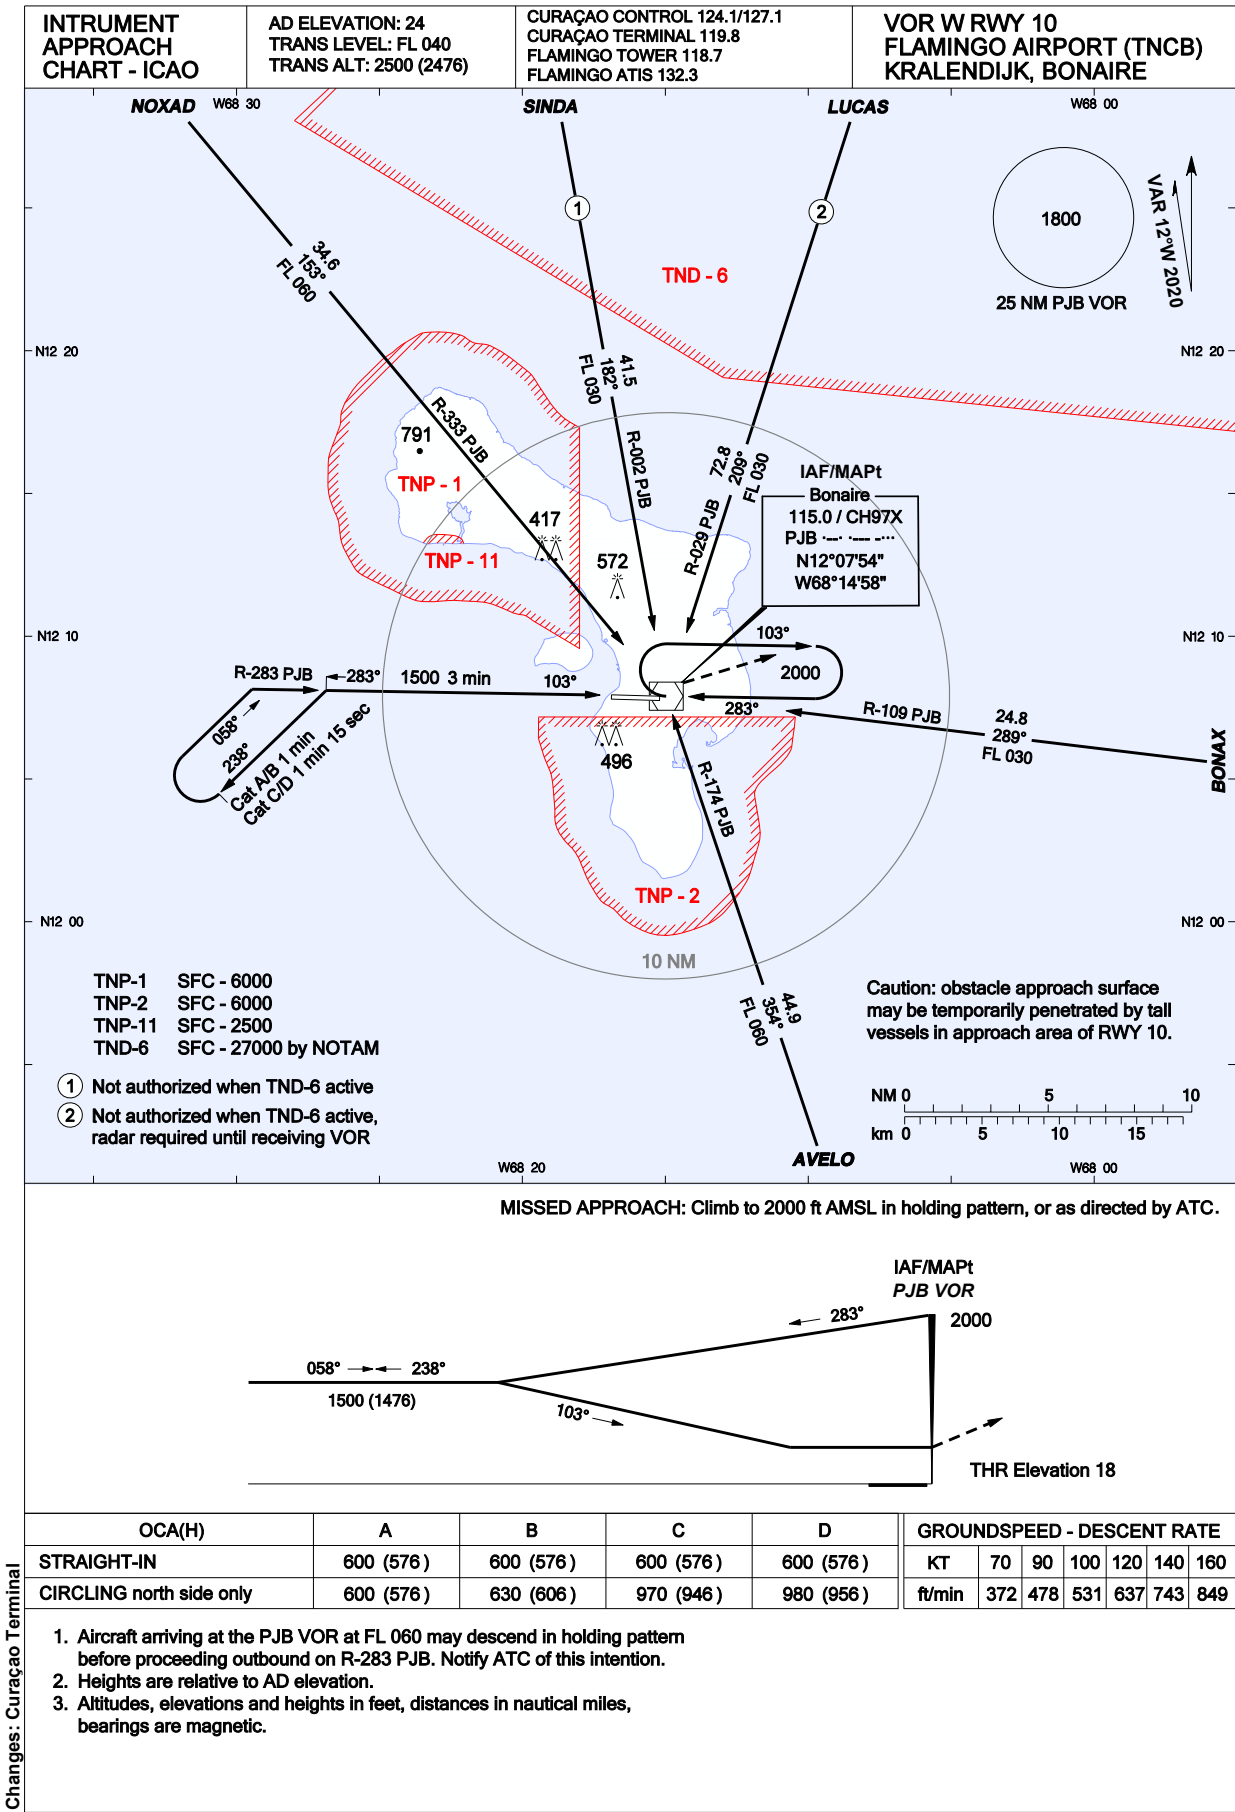 INTRUMENT
APPROACH
CHART - ICAO
AD ELEVATION: 24
TRANS LEVEL: FL 040
TRANS ALT: 2500 (2476)
CURAÇAO CONTROL 124.1/127.1
CURAÇAO TERMINAL 119.8
FLAMINGO TOWER 118.7
FLAMINGO ATIS 132.3
VOR W RWY 10
FLAMINGO AIRPORT (TNCB)
KRALENDIJK, BONAIRE
NOXAD
W68 30
SINDA
LUCAS
W68 00
1
2
1800
VAR 12°W 2020
25 NM PJB VOR
34.6
153°
FL 060
TND - 6
N12 20
N12 20
41.5
182°
FL 030
R-333 PJB
791
R-002 PJB
72.8
209°
FL 030
R-029 PJB
TNP - 1
417
TNP - 11
572
IAF/MAPt
Bonaire
115.0 / CH97X
PJB ·--· ·--- -···
N12°07'54"
W68°14'58"
N12 10
N12 10
103°
2000
283°
R-283 PJB
283°
1500 3 min
103°
058°
238°
Cat A/B 1 min
Cat C/D 1 min 15 sec
R-109 PJB
24.8
289°
FL 030
BONAX
496
R-174 PJB
TNP - 2
N12 00
N12 00
10 NM
44.9
354°
FL 060
AVELO
TNP-1 SFC - 6000
TNP-2 SFC - 6000
TNP-11 SFC - 2500
TND-6 SFC - 27000 by NOTAM
1 Not authorized when TND-6 active
2 Not authorized when TND-6 active,
radar required until receiving VOR
Caution: obstacle approach surface
may be temporarily penetrated by tall
vessels in approach area of RWY 10.
NM 0 5 10
km 0 5 10 15
W68 20
W68 00
MISSED APPROACH: Climb to 2000 ft AMSL in holding pattern, or as directed by ATC.
IAF/MAPt
PJB VOR
283°
2000
058° 238°
1500 (1476)
103°
THR Elevation 18
OCA(H) A B C D
STRAIGHT-IN 600 (576 ) 600 (576 ) 600 (576 ) 600 (576 )
CIRCLING north side only 600 (576 ) 630 (606 ) 970 (946 ) 980 (956 )
GROUNDSPEED - DESCENT RATE
KT 70 90 100 120 140 160
ft/min 372 478 531 637 743 849
1. Aircraft arriving at the PJB VOR at FL 060 may descend in holding pattern
before proceeding outbound on R-283 PJB. Notify ATC of this intention.
2. Heights are relative to AD elevation.
3. Altitudes, elevations and heights in feet, distances in nautical miles,
bearings are magnetic.
Changes: Curaçao Terminal